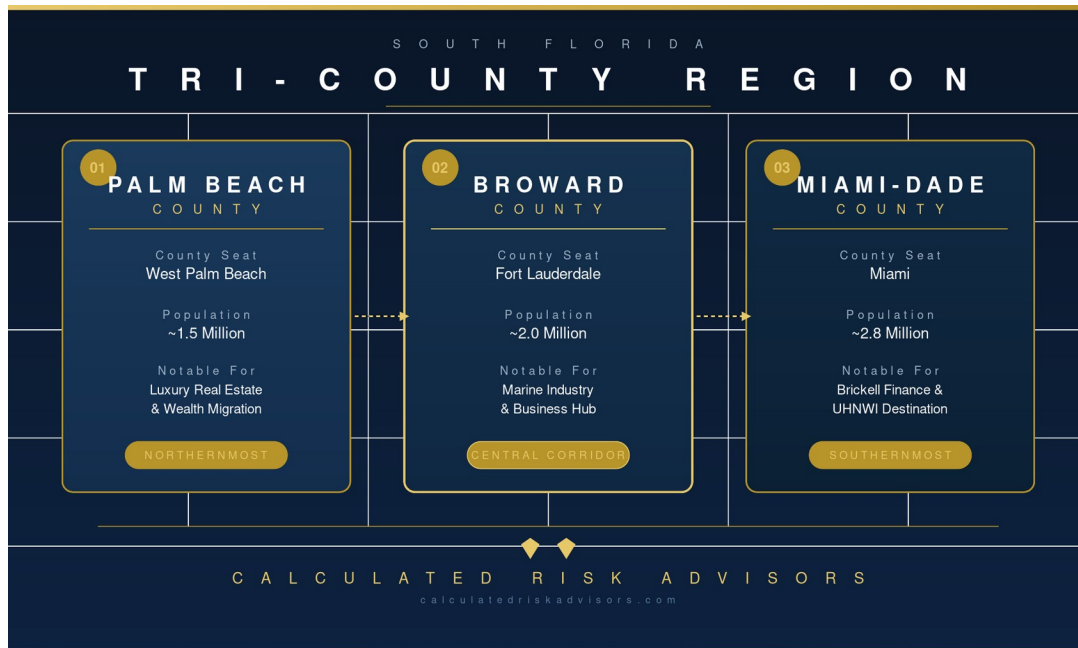 SOUTH FLORIDA
TRI-COUNTY REGION
01
PALM BEACH
COUNTY
County Seat
West Palm Beach
Population
~1.5 Million
Notable For
Luxury Real Estate
& Wealth Migration
NORTHERNMOST
02
BROWARD
COUNTY
County Seat
Fort Lauderdale
Population
~2.0 Million
Notable For
Marine Industry
& Business Hub
CENTRAL CORRIDOR
03
MIAMI-DADE
COUNTY
County Seat
Miami
Population
~2.8 Million
Notable For
Brickell Finance &
UHNWI Destination
SOUTHERNMOST
CALCULATED RISK ADVISORS
calculatedriskadvisors.com